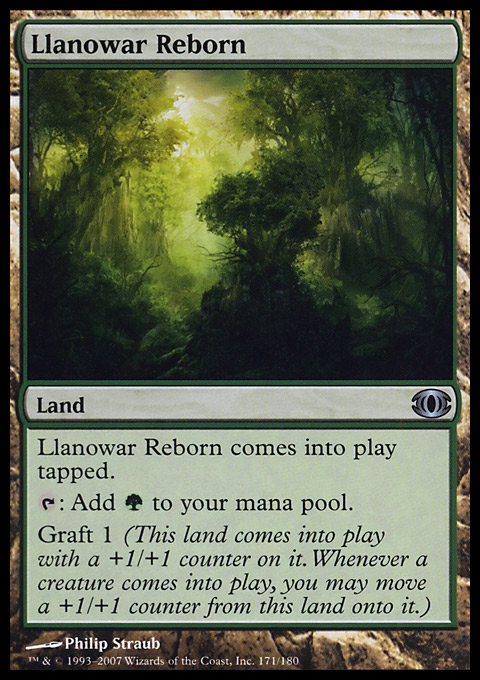 Llanowar Reborn
Land
Llanowar Reborn comes into play
tapped.
: Add to your mana pool.
Graft 1 (This land comes into play
with a +1/+1 counter on it. Whenever a
creature comes into play, you may move
a +1/+1 counter from this land onto it.)
Philip Straub
™ & © 1993–2007 Wizards of the Coast, Inc. 171/180